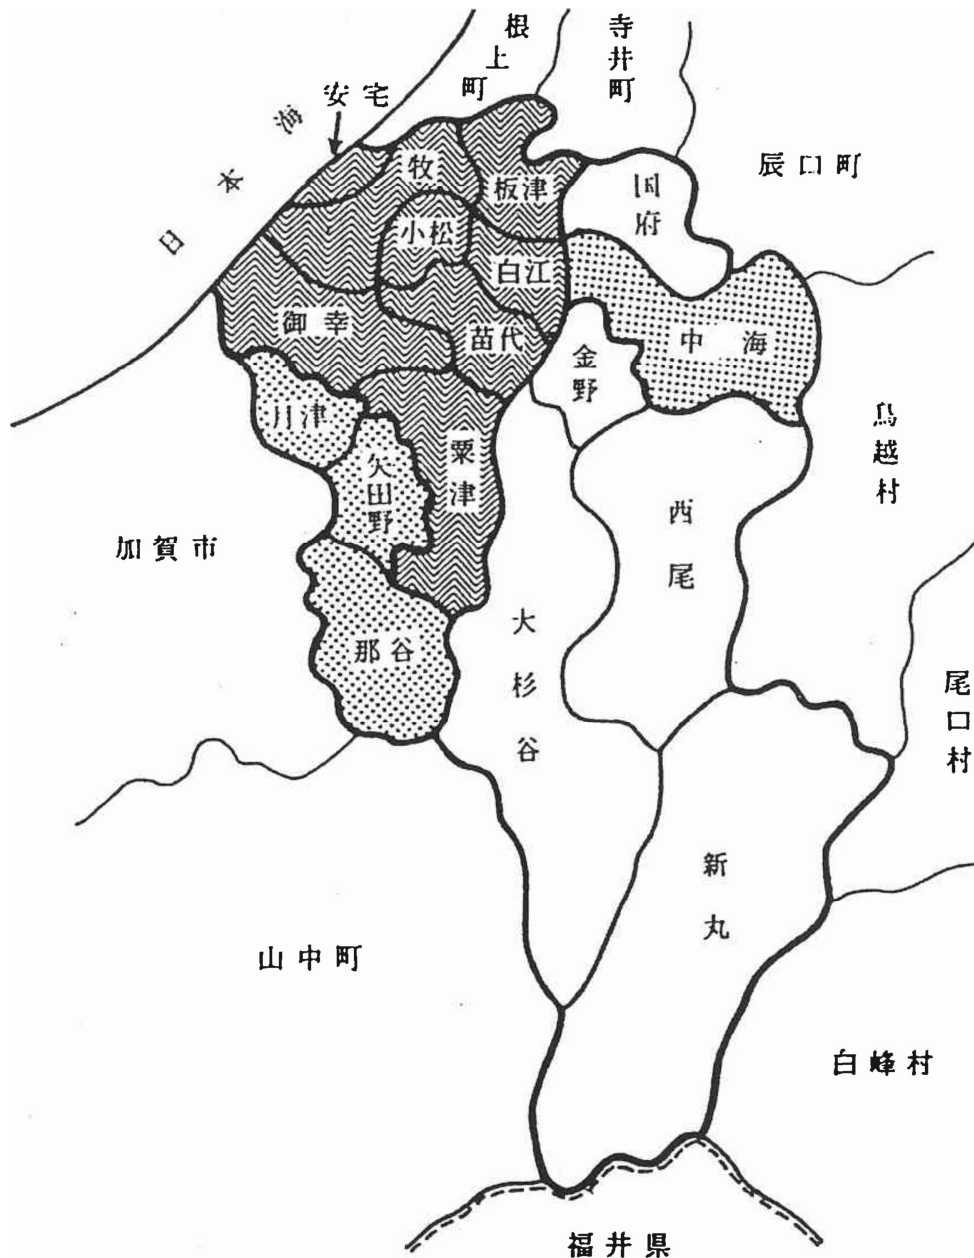 根上町
寺井町
安宅
日本海
辰口町
牧
板津
国府
小松
白江
御幸
苗代
中海
金野
月津
粟津
矢田野
鳥越村
西尾
加賀市
大杉谷
那谷
尾口村
新丸
山中町
白峰村
福井県